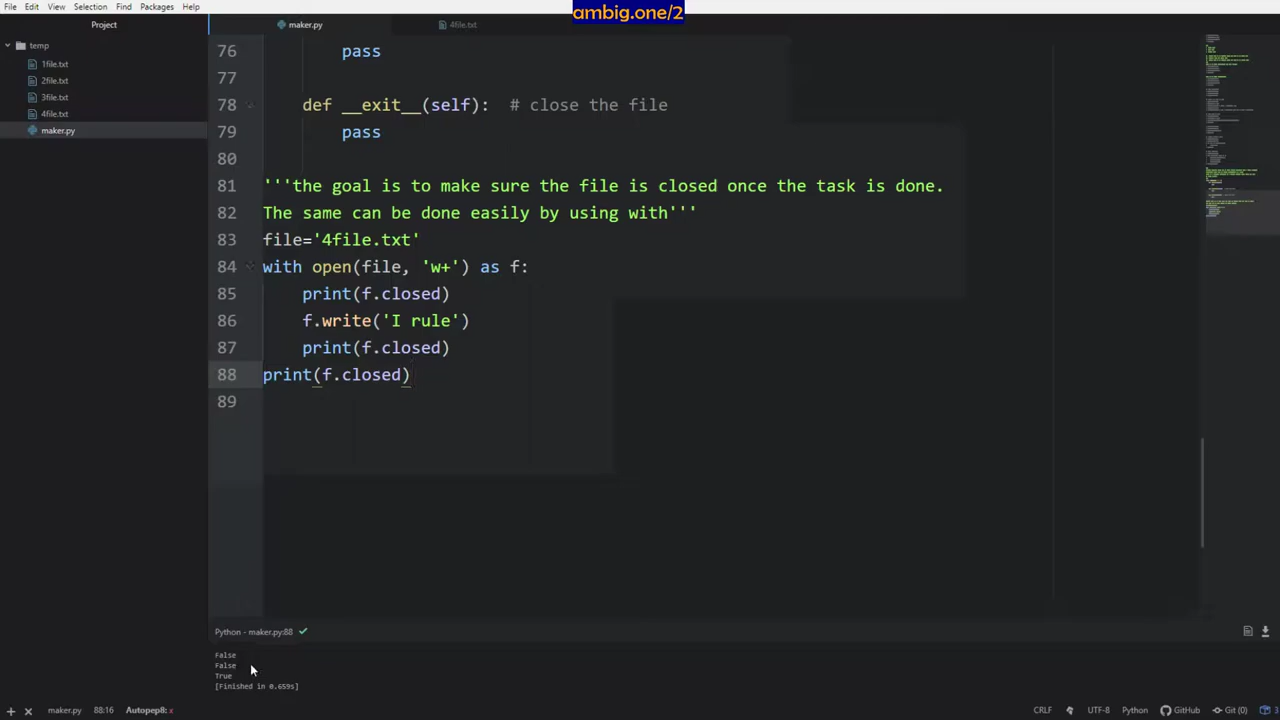 ambig.one/2
File Edit View Selection Find Packages Help
Project
maker.py
4file.txt
temp
1file.txt
2file.txt
3file.txt
4file.txt
maker.py
76 pass
77
78 def __exit__(self): # close the file
79 pass
80
81 '''the goal is to make sure the file is closed once the task is done.
82 The same can be done easily by using with'''
83 file='4file.txt'
84 with open(file, 'w+') as f:
85 print(f.closed)
86 f.write('I rule')
87 print(f.closed)
88 print(f.closed)
89
Python - maker.py:88
False
False
True
[Finished in 0.659s]
maker.py 88:16 Autopep8: x CRLF UTF-8 Python GitHub Git (0) 3